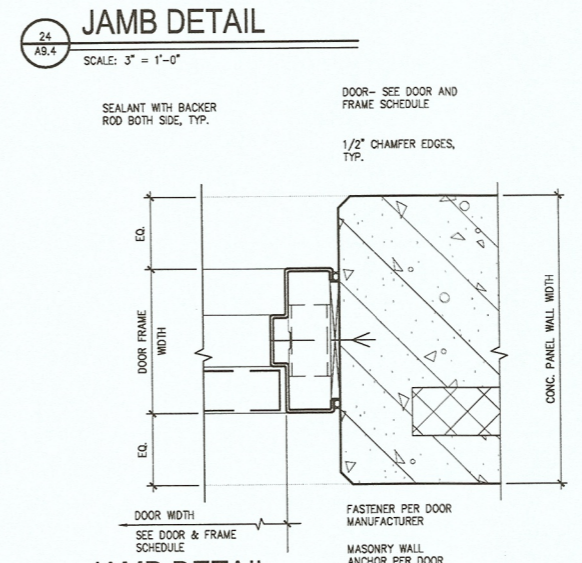 24
A9.4
JAMB DETAIL
SCALE: 3" = 1'-0"
SEALANT WITH BACKER
ROD BOTH SIDE, TYP.
DOOR- SEE DOOR AND
FRAME SCHEDULE
1/2" CHAMFER EDGES,
TYP.
EQ.
DOOR FRAME
WIDTH
EQ.
CONC. PANEL WALL WIDTH
DOOR WIDTH
SEE DOOR & FRAME
SCHEDULE
FASTENER PER DOOR
MANUFACTURER
MASONRY WALL
ANCHOR PER DOOR
JAMB DETAIL